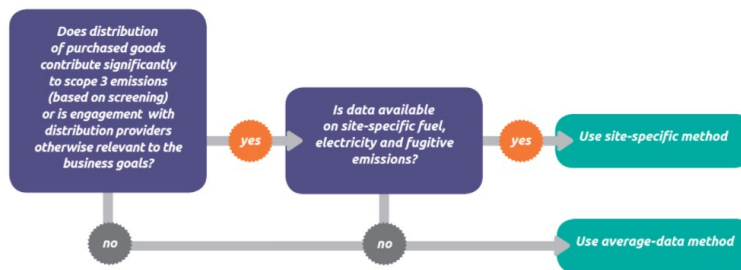 Does distribution
of purchased goods
contribute significantly
to scope 3 emissions
(based on screening)
or is engagement with
distribution providers
otherwise relevant to the
business goals?
yes
Is data available
on site-specific fuel,
electricity and fugitive
emissions?
yes
Use site-specific method
no
no
Use average-data method